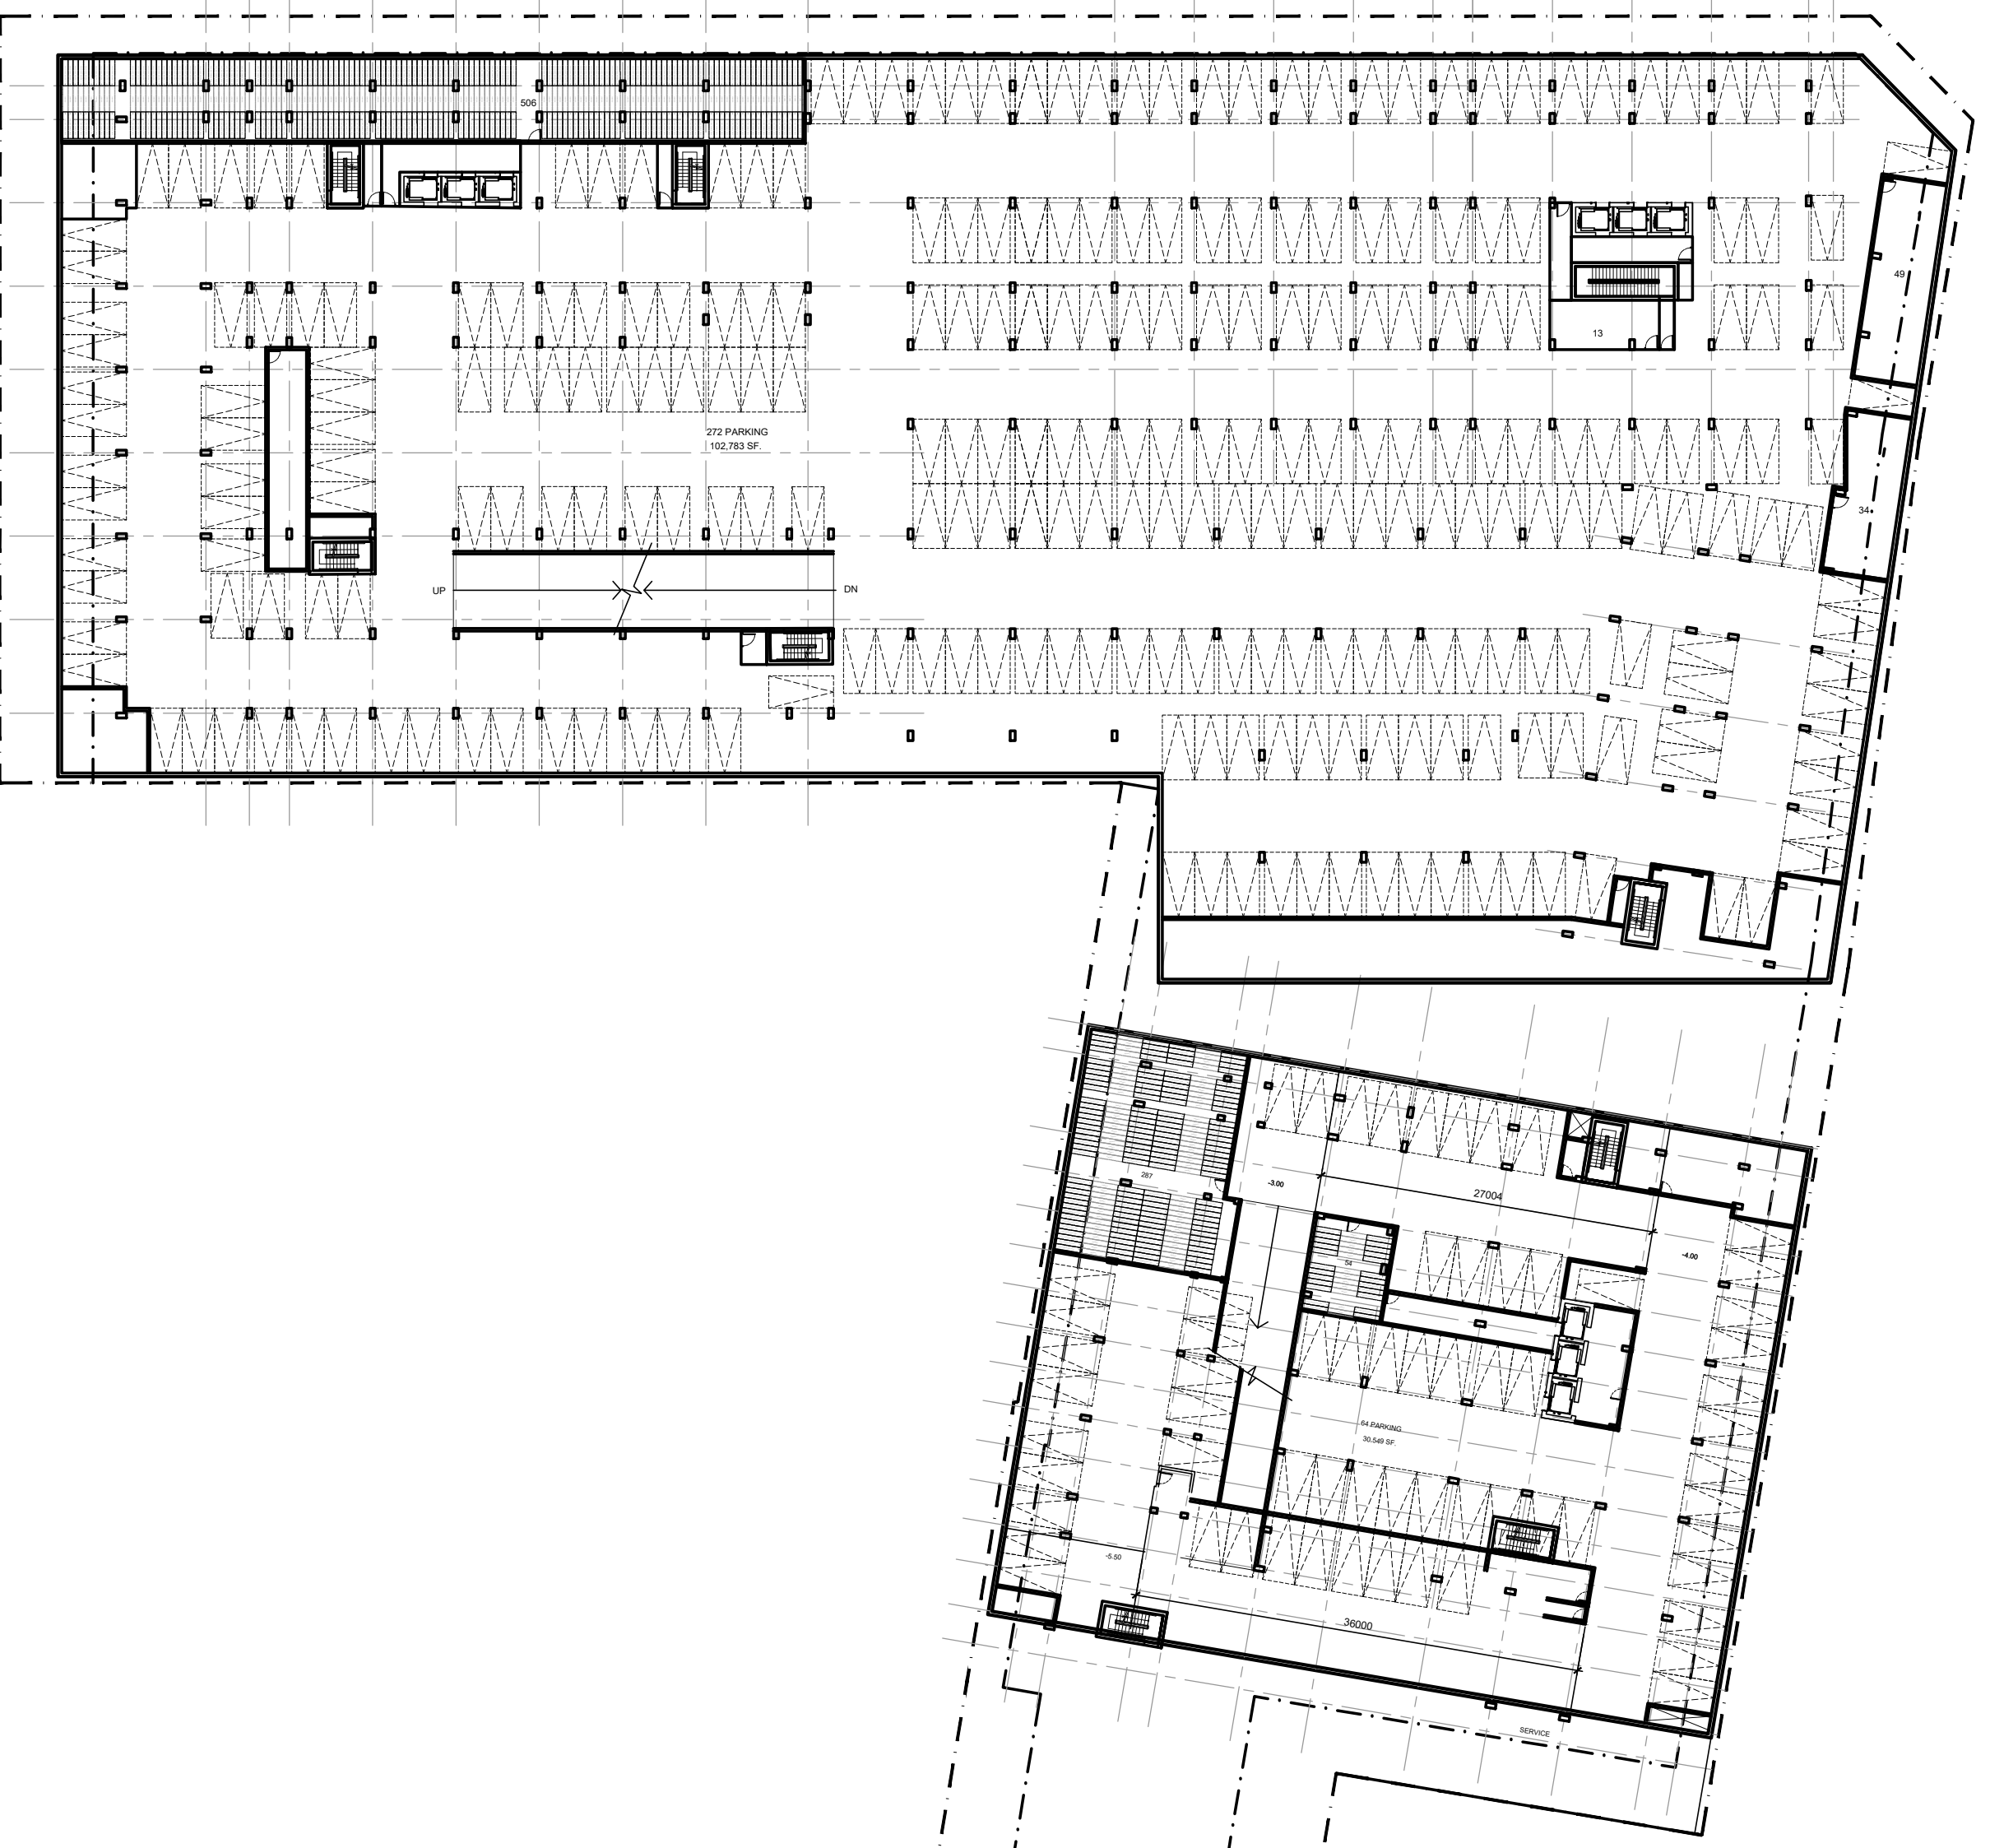 506
49
13
272 PARKING
102,783 SF.
34
UP
DN
287
-3.00
27004
-4.00
54
64 PARKING
30.549 SF.
-5.50
36000
SERVICE